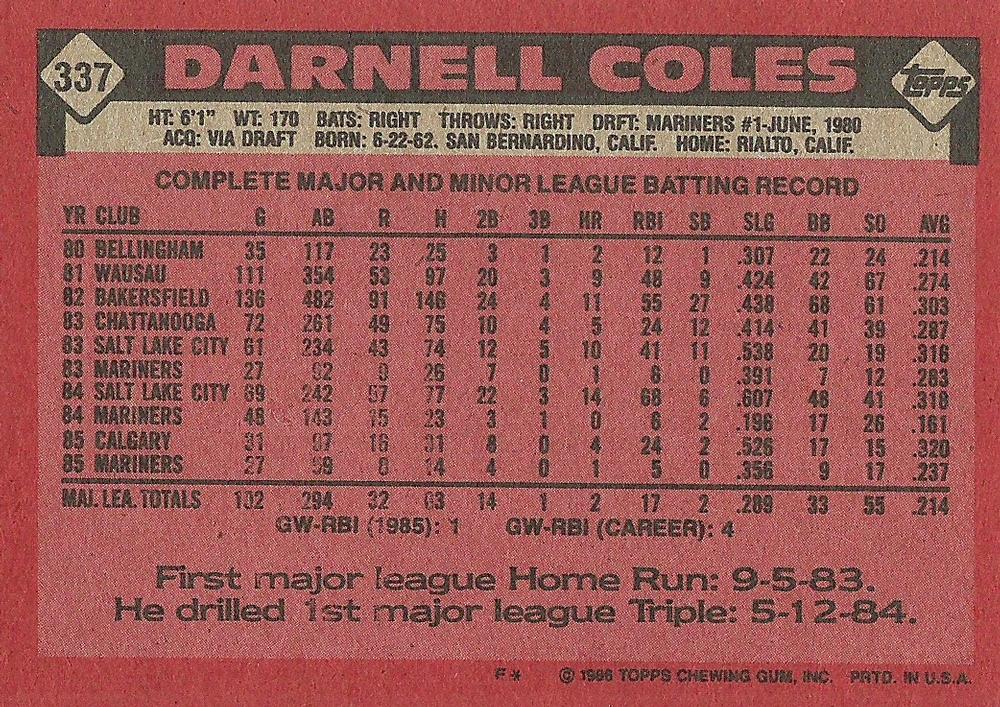 337 DARNELL COLES TOPPS
HT: 6'1" WT: 170 BATS: RIGHT THROWS: RIGHT DRFT: MARINERS #1-JUNE, 1980
ACQ: VIA DRAFT BORN: 6-22-62, SAN BERNARDINO, CALIF. HOME: RIALTO, CALIF.
COMPLETE MAJOR AND MINOR LEAGUE BATTING RECORD
YR CLUB G AB R H 2B 3B HR RBI SB SLG BB SO AVG
80 BELLINGHAM 35 117 23 25 3 1 2 12 1 .307 22 24 .214
81 WAUSAU 111 354 53 97 20 3 9 48 9 .424 42 67 .274
82 BAKERSFIELD 136 482 91 146 24 4 11 55 27 .438 68 61 .303
83 CHATTANOOGA 72 261 49 75 10 4 5 24 12 .414 41 39 .287
83 SALT LAKE CITY 61 234 43 74 12 5 10 41 11 .538 20 19 .316
83 MARINERS 27 92 9 26 7 0 1 6 0 .391 7 12 .283
84 SALT LAKE CITY 69 242 57 77 22 3 14 68 6 .607 48 41 .318
84 MARINERS 48 143 15 23 3 1 0 6 2 .196 17 26 .161
85 CALGARY 31 97 16 31 8 0 4 24 2 .526 17 15 .320
85 MARINERS 27 59 8 14 4 0 1 5 0 .356 9 17 .237
MAJ. LEA. TOTALS 102 294 32 63 14 1 2 17 2 .289 33 55 .214
GW-RBI (1985): 1 GW-RBI (CAREER): 4
First major league Home Run: 9-5-83.
He drilled 1st major league Triple: 5-12-84.
F* © 1986 TOPPS CHEWING GUM, INC. PRTD. IN U.S.A.